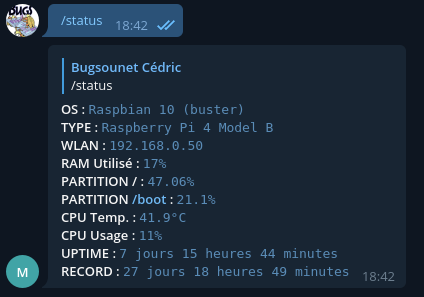 BUGS
/status
18:42
Bugsounet Cédric
/status
OS : Raspbian 10 (buster)
TYPE : Raspberry Pi 4 Model B
WLAN : 192.168.0.50
RAM Utilisé : 17%
PARTITION / : 47.06%
PARTITION /boot : 21.1%
CPU Temp. : 41.9°C
CPU Usage : 11%
UPTIME : 7 jours 15 heures 44 minutes
RECORD : 27 jours 18 heures 49 minutes
18:42
M